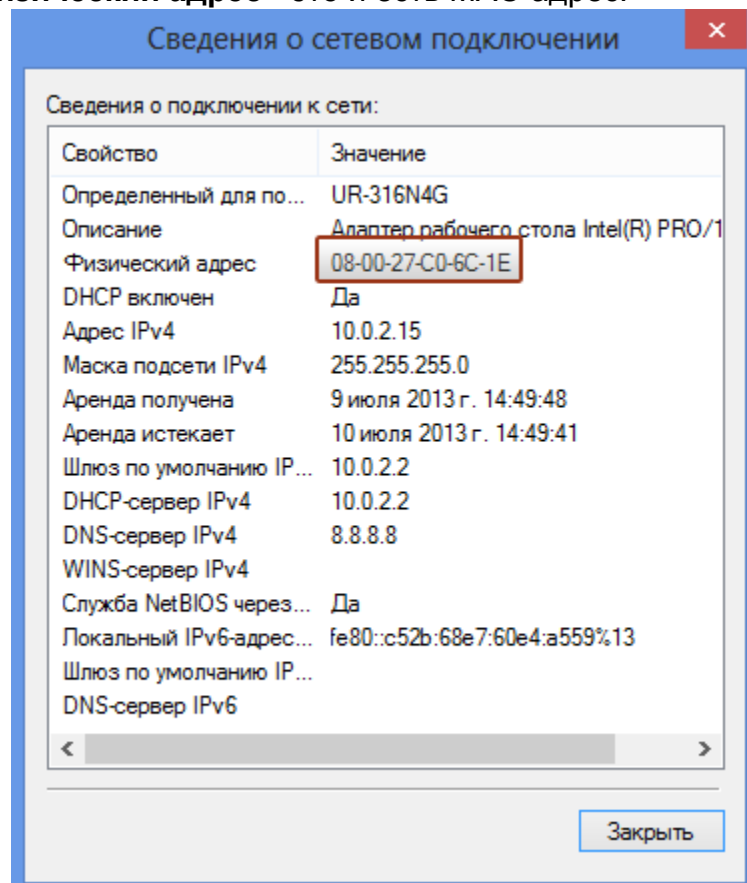 адрес
Сведения о сетевом подключении
Сведения о подключении к сети:
Свойство Значение
Определенный для по... UR-316N4G
Описание Адаптер рабочего стола Intel(R) PRO/1
Физический адрес 08-00-27-C0-6C-1E
DHCP включен Да
Адрес IPv4 10.0.2.15
Маска подсети IPv4 255.255.255.0
Аренда получена 9 июля 2013 г. 14:49:48
Аренда истекает 10 июля 2013 г. 14:49:41
Шлюз по умолчанию IP... 10.0.2.2
DHCP-сервер IPv4 10.0.2.2
DNS-сервер IPv4 8.8.8.8
WINS-сервер IPv4
Служба NetBIOS через... Да
Локальный IPv6-адрес... fe80::c52b:68e7:60e4:a559%13
Шлюз по умолчанию IP...
DNS-сервер IPv6
Закрыть